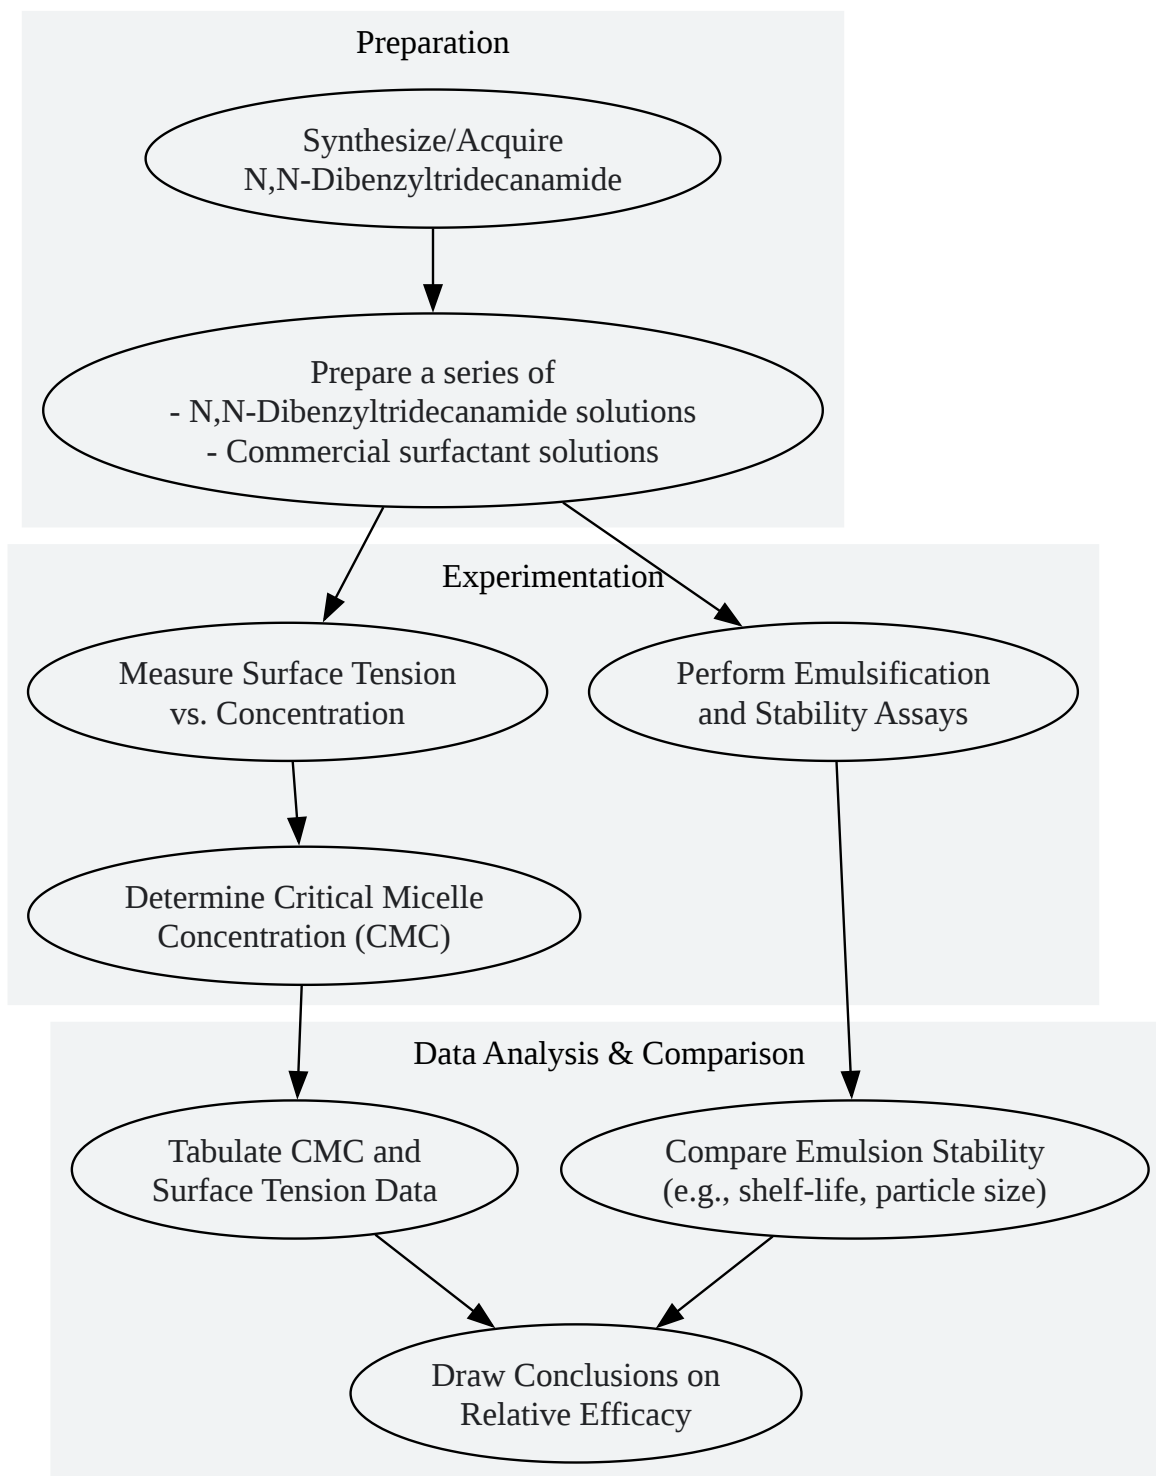 Preparation
Synthesize/Acquire
N,N-Dibenzyltridecanamide
Prepare a series of
- N,N-Dibenzyltridecanamide solutions
- Commercial surfactant solutions
Experimentation
Measure Surface Tension
vs. Concentration
Perform Emulsification
and Stability Assays
Determine Critical Micelle
Concentration (CMC)
Data Analysis & Comparison
Tabulate CMC and
Surface Tension Data
Compare Emulsion Stability
(e.g., shelf-life, particle size)
Draw Conclusions on
Relative Efficacy